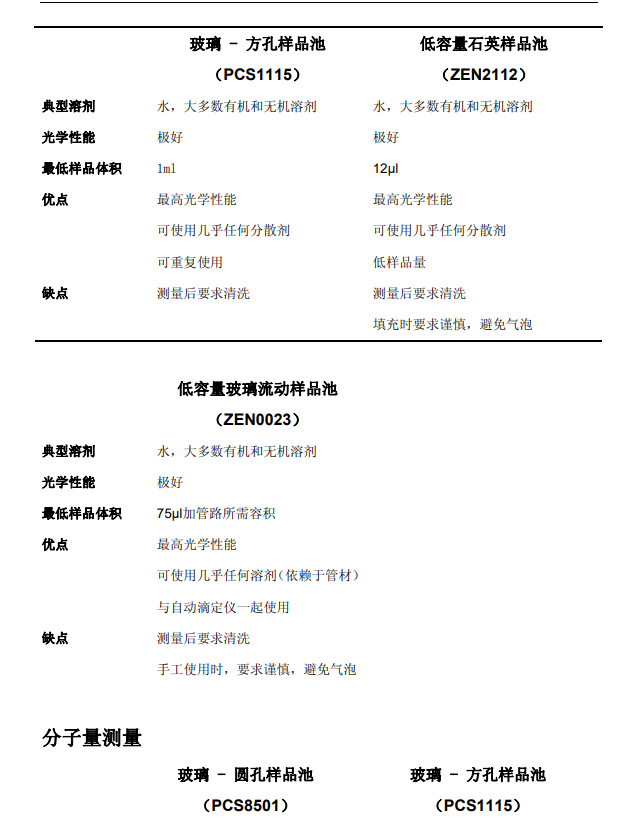 玻璃 - 方孔样品池 低容量石英样品池
（PCS1115） （ZEN2112）
典型溶剂 水，大多数有机和无机溶剂 水，大多数有机和无机溶剂
光学性能 极好 极好
最低样品体积 1ml 12µl
优点 最高光学性能 最高光学性能
可使用几乎任何分散剂 可使用几乎任何分散剂
可重复使用 低样品量
缺点 测量后要求清洗 测量后要求清洗
填充时要求谨慎，避免气泡
低容量玻璃流动样品池
（ZEN0023）
典型溶剂 水，大多数有机和无机溶剂
光学性能 极好
最低样品体积 75µl加管路所需容积
优点 最高光学性能
可使用几乎任何溶剂（依赖于管材）
与自动滴定仪一起使用
缺点 测量后要求清洗
手工使用时，要求谨慎，避免气泡
分子量测量
玻璃 - 圆孔样品池 玻璃 - 方孔样品池
（PCS8501） （PCS1115）